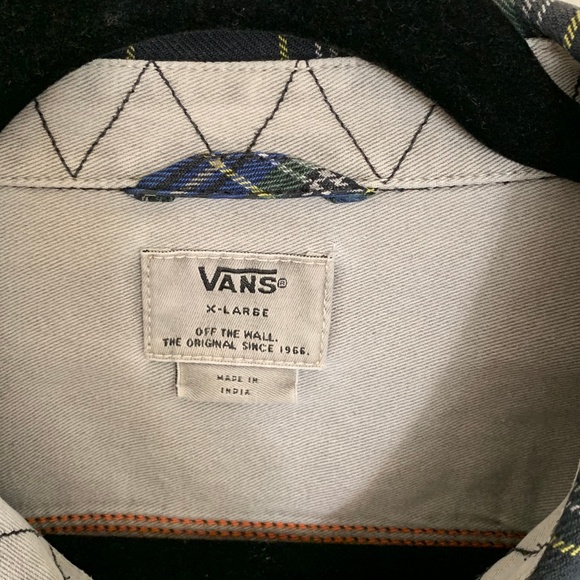 VANS®
X-LARGE
OFF THE WALL.
THE ORIGINAL SINCE 1966.
MADE IN
INDIA